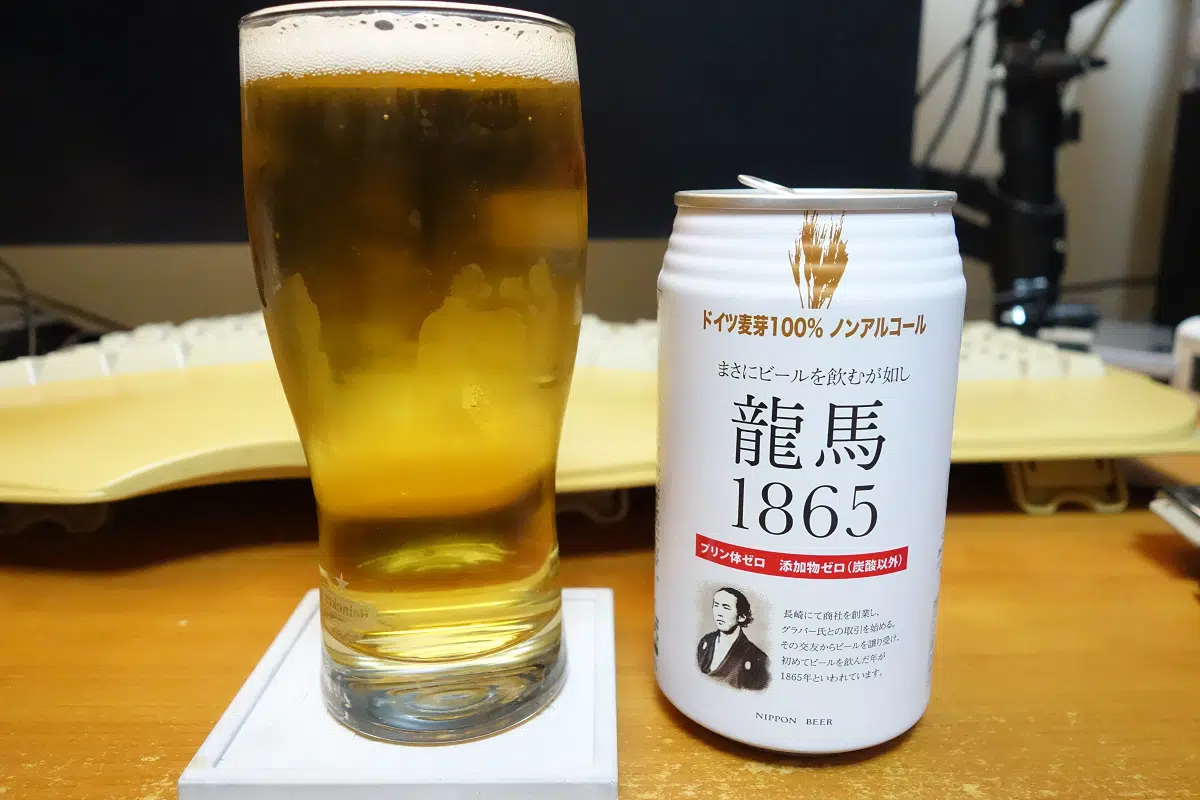 ドイツ麦芽100% ノンアルコール
まさにビールを飲むが如し
龍馬
1865
プリン体ゼロ 添加物ゼロ(炭酸以外)
長崎にて商社を創業し、
グラバー氏との取引を始める。
その交友からビールを譲り受け、
初めてビールを飲んだ年が
1865年といわれています。
NIPPON BEER